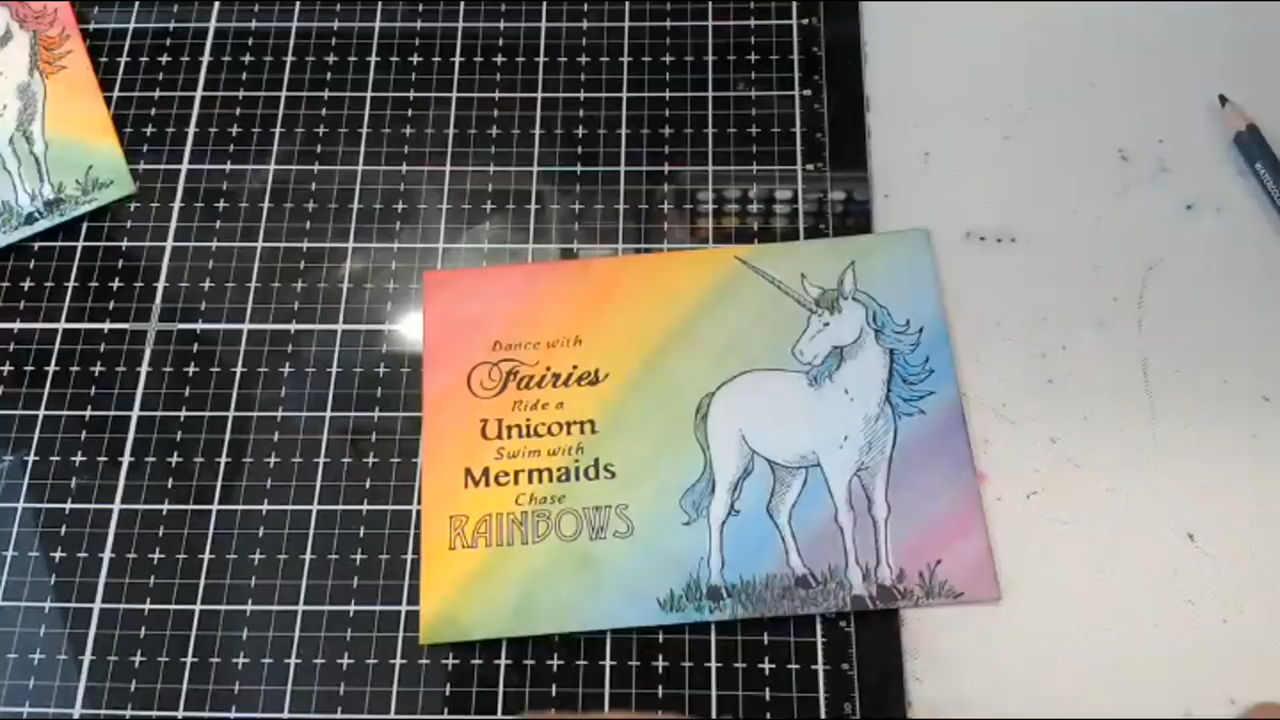 Dance with
Fairies
Ride a
Unicorn
Swim with
Mermaids
Chase
RAINBOWS